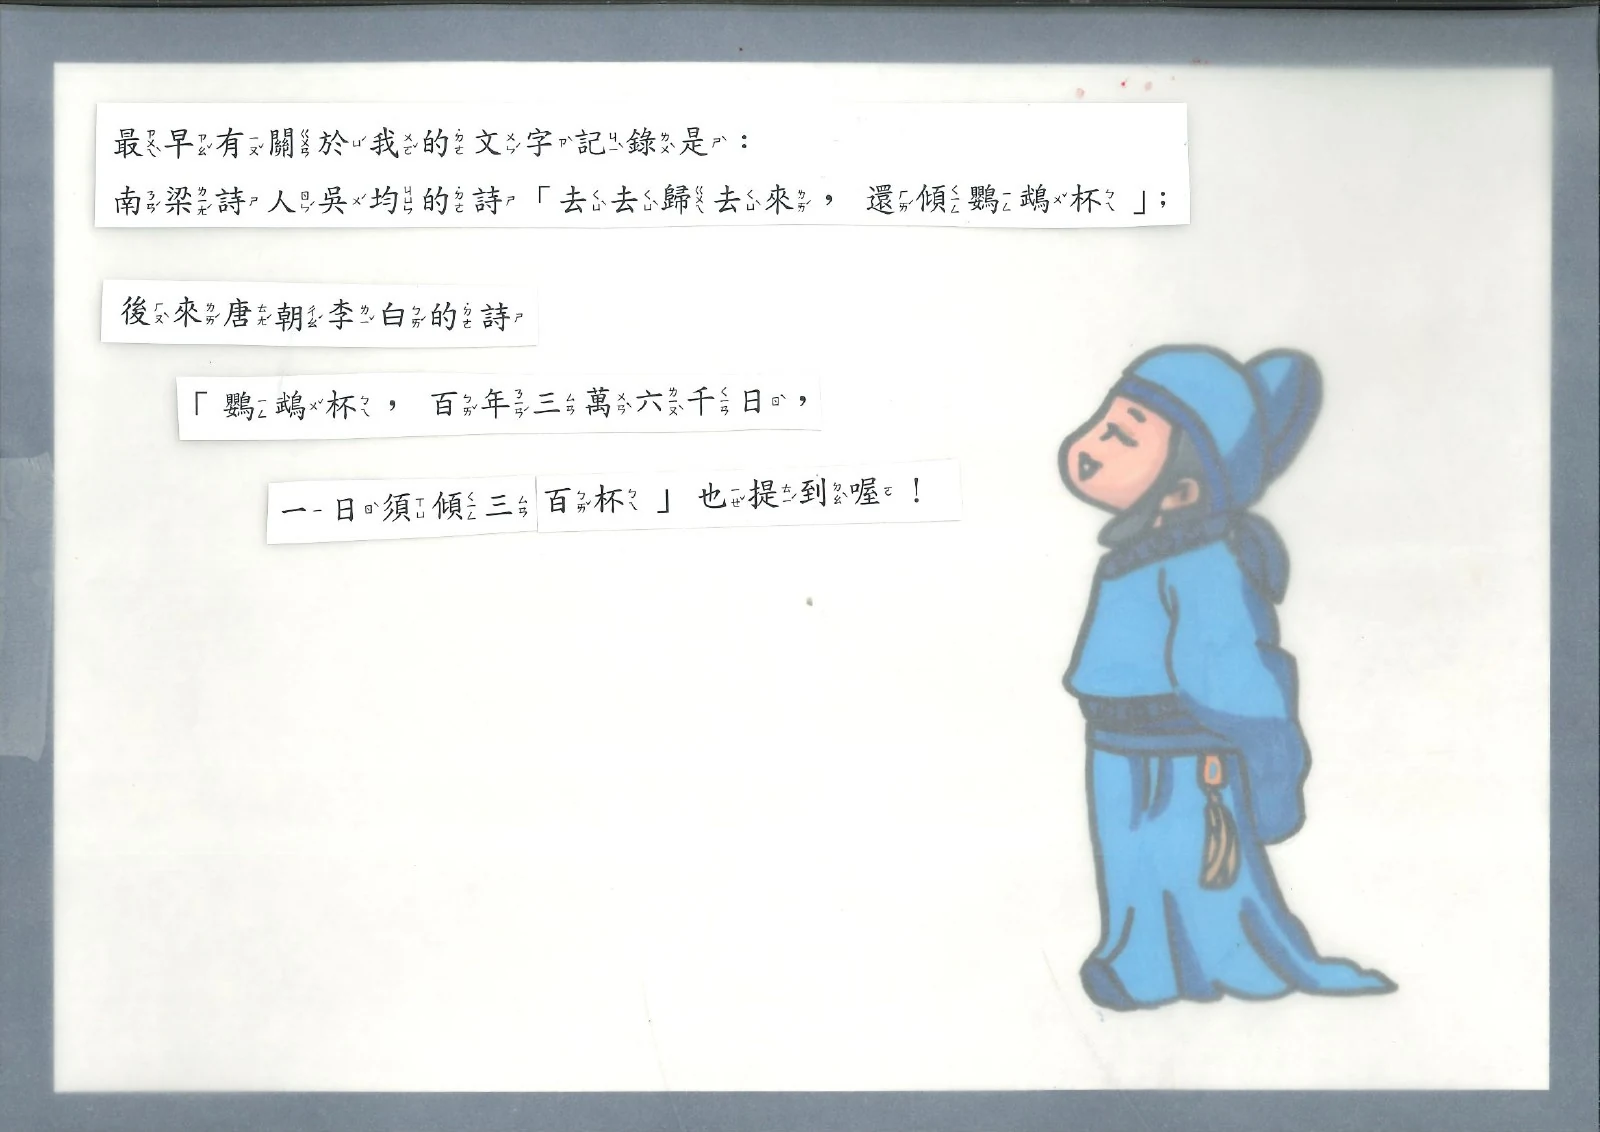 最早有關於我的文字記錄是：
南梁詩人吳均的詩「去去歸去來，還傾鸚鵡杯」；
後來唐朝李白的詩
「鸚鵡杯，百年三萬六千日，
一日須傾三百杯」也提到喔！